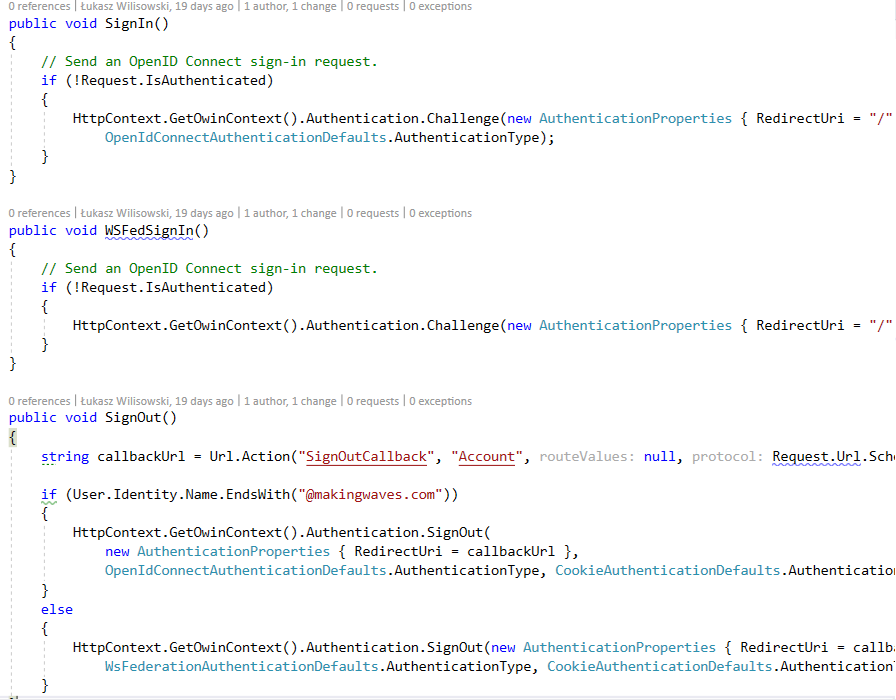 0 references | Łukasz Wilisowski, 19 days ago | 1 author, 1 change | 0 requests | 0 exceptions
public void SignIn()
{
// Send an OpenID Connect sign-in request.
if (!Request.IsAuthenticated)
{
HttpContext.GetOwinContext().Authentication.Challenge(new AuthenticationProperties { RedirectUri = "/"
OpenIdConnectAuthenticationDefaults.AuthenticationType);
}
}
0 references | Łukasz Wilisowski, 19 days ago | 1 author, 1 change | 0 requests | 0 exceptions
public void WSFedSignIn()
{
// Send an OpenID Connect sign-in request.
if (!Request.IsAuthenticated)
{
HttpContext.GetOwinContext().Authentication.Challenge(new AuthenticationProperties { RedirectUri = "/"
}
}
0 references | Łukasz Wilisowski, 19 days ago | 1 author, 1 change | 0 requests | 0 exceptions
public void SignOut()
{
string callbackUrl = Url.Action("SignOutCallback", "Account", routeValues: null, protocol: Request.Url.Sche
if (User.Identity.Name.EndsWith("@makingwaves.com"))
{
HttpContext.GetOwinContext().Authentication.SignOut(
new AuthenticationProperties { RedirectUri = callbackUrl },
OpenIdConnectAuthenticationDefaults.AuthenticationType, CookieAuthenticationDefaults.Authentication
}
else
{
HttpContext.GetOwinContext().Authentication.SignOut(new AuthenticationProperties { RedirectUri = callb
WsFederationAuthenticationDefaults.AuthenticationType, CookieAuthenticationDefaults.Authentication
}